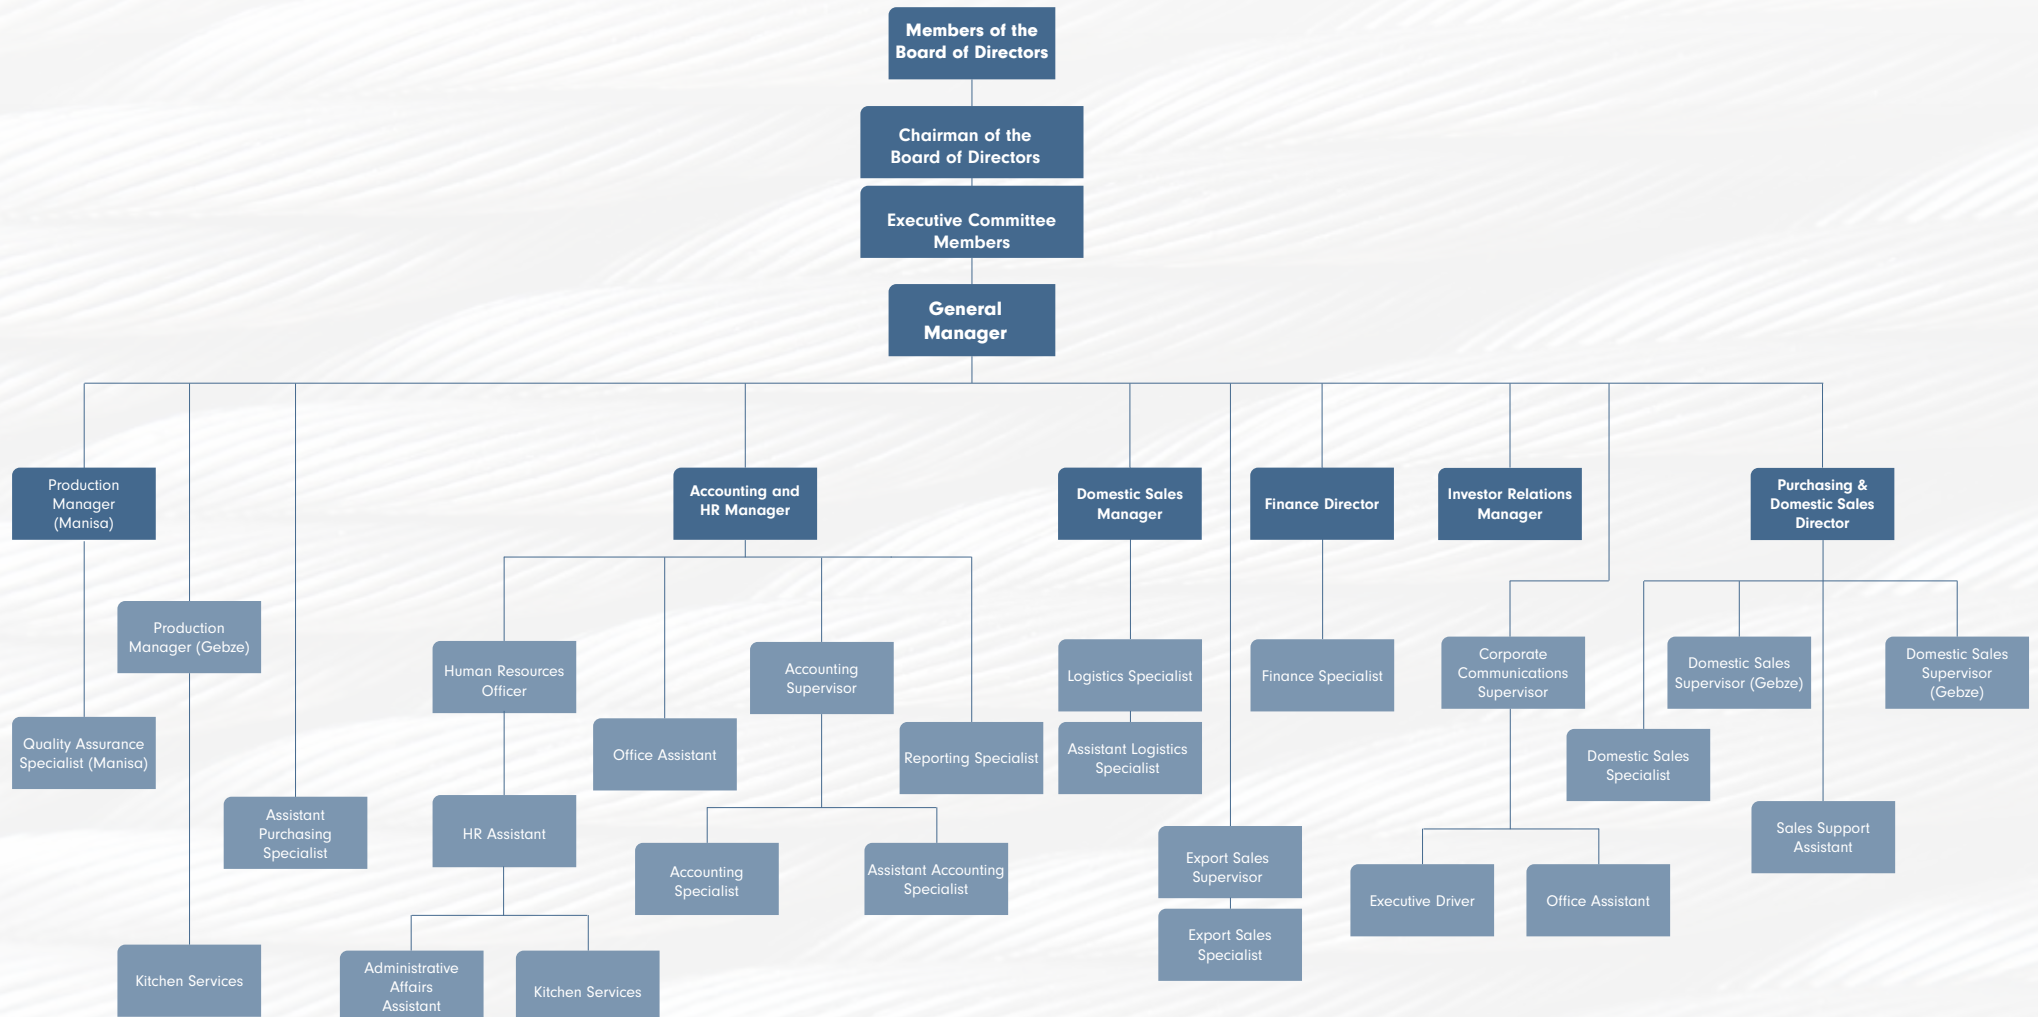 Members of the
Board of Directors
Chairman of the
Board of Directors
Executive Committee
Members
General
Manager
Production
Manager
(Manisa)
Accounting and
HR Manager
Domestic Sales
Manager
Finance Director
Investor Relations
Manager
Purchasing &
Domestic Sales
Director
Production
Manager (Gebze)
Human Resources
Officer
Accounting
Supervisor
Logistics Specialist
Finance Specialist
Corporate
Communications
Supervisor
Domestic Sales
Supervisor (Gebze)
Domestic Sales
Supervisor
(Gebze)
Quality Assurance
Specialist (Manisa)
Office Assistant
Reporting Specialist
Assistant Logistics
Specialist
Domestic Sales
Specialist
Assistant
Purchasing
Specialist
HR Assistant
Accounting
Specialist
Assistant Accounting
Specialist
Export Sales
Supervisor
Sales Support
Assistant
Executive Driver
Office Assistant
Export Sales
Specialist
Kitchen Services
Administrative
Affairs
Assistant
Kitchen Services